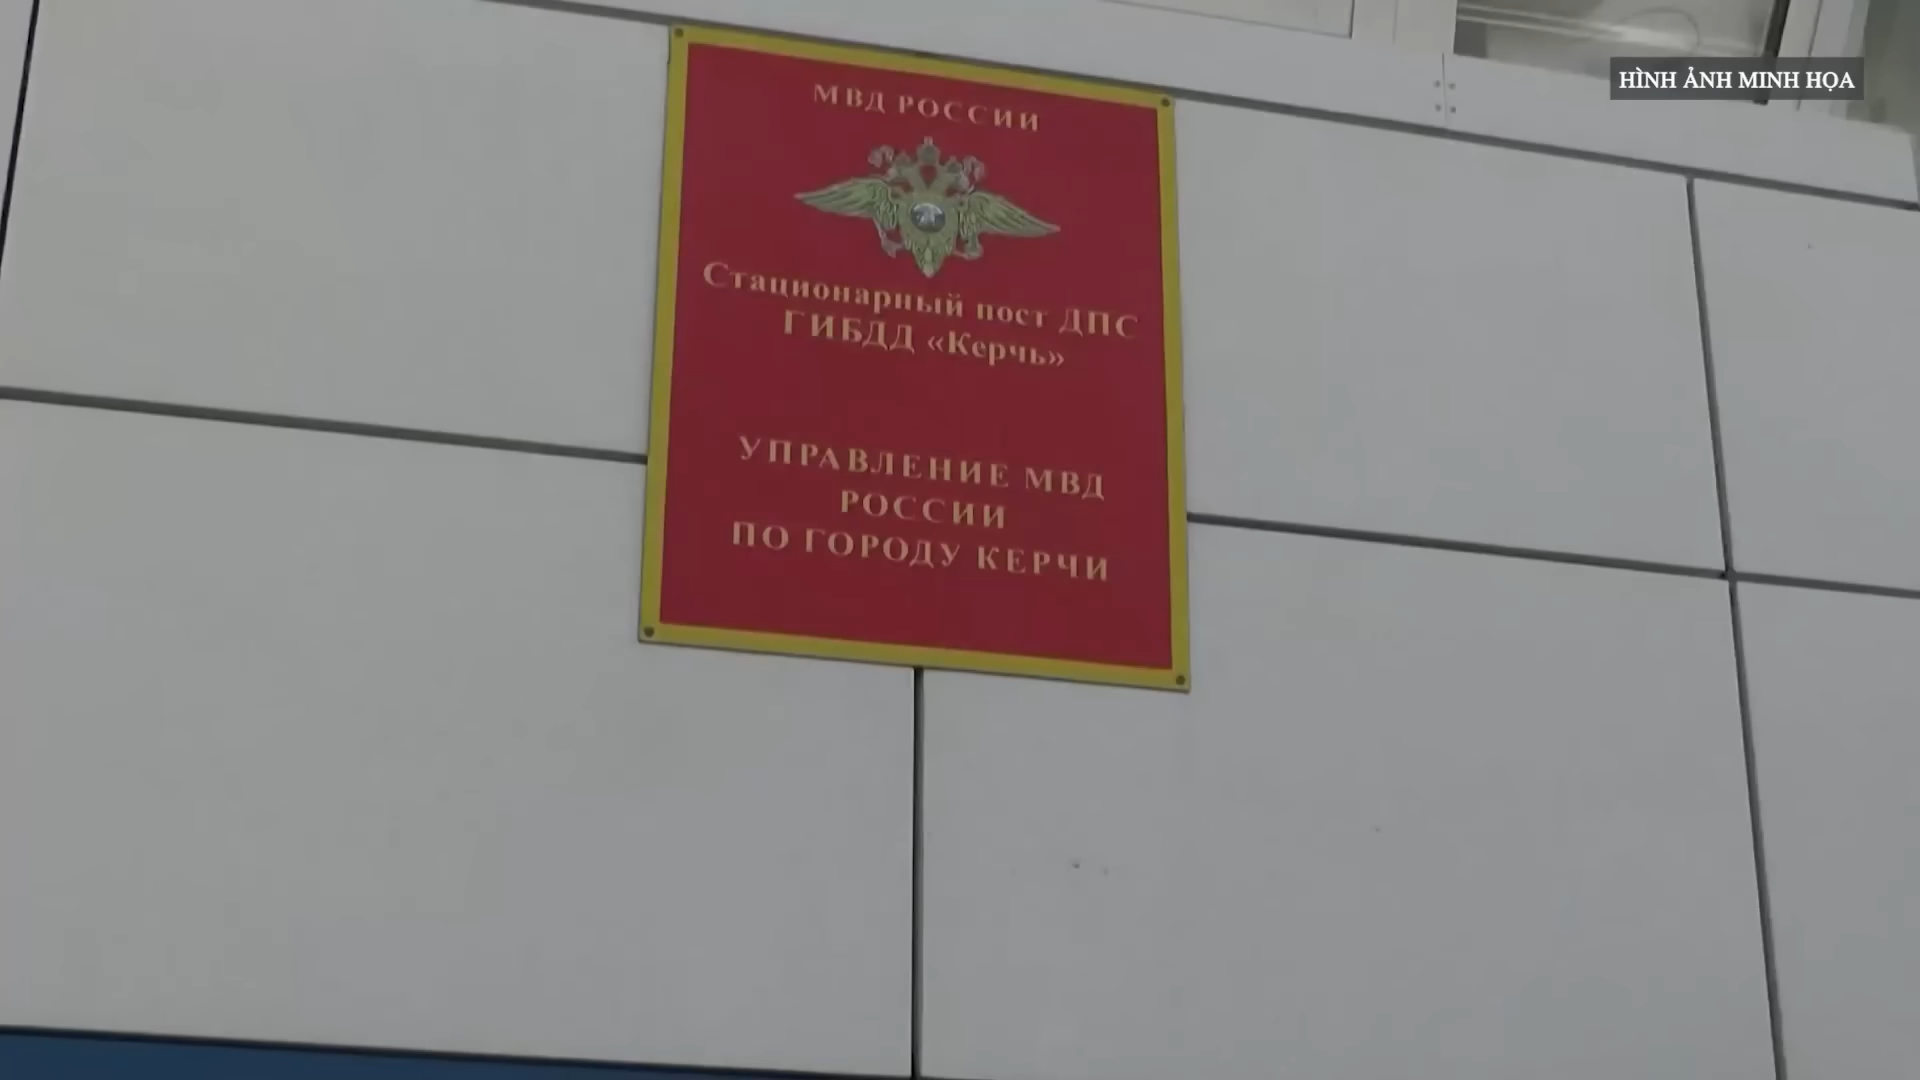 HÌNH ẢNH MINH HỌA
МВД РОССИИ
Стационарный пост ДПС
ГИБДД «Керчь»
УПРАВЛЕНИЕ МВД
РОССИИ
ПО ГОРОДУ КЕРЧИ